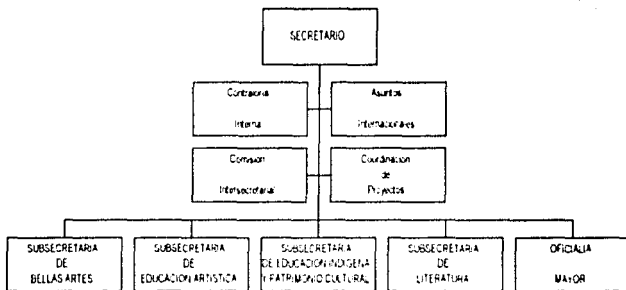 SECRETARIO
Contraloria
Interna
Asuntos
Internacionales
Comision
Intersecretarial
Coordinacion
de
Proyectos
SUBSECRETARIA
DE
BELLAS ARTES
SUBSECRETARIA
DE
EDUCACION ARTISTICA
SUBSECRETARIA
DE EDUCACION INDIGENA
Y PATRIMONIO CULTURAL
SUBSECRETARIA
DE
LITERATURA
OFICIALIA
MAYOR